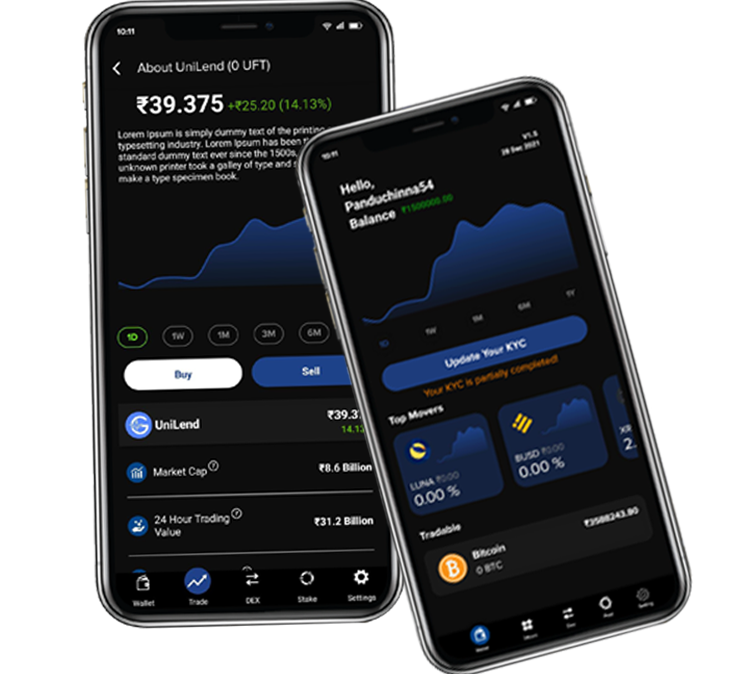 10:11
About UniLend (0 UFT)
₹39.375 +₹25.20 (14.13%)
Lorem Ipsum is simply dummy text of the printing
typesetting industry. Lorem Ipsum has been
standard dummy text ever since the 1500s,
unknown printer took a galley of type and
make a type specimen book.
1D 1W 1M 3M 6M
Buy Sell
UniLend ₹39.37
14.13
Market Cap ? ₹8.6 Billion
24 Hour Trading ? ₹31.2 Billion
Value
Wallet Trade DEX Stake Settings
10:11
V1.5
28 Dec 2021
Hello,
Panduchinna54
Balance ₹1500000.00
1D 1W 1M 6M 1Y
Update Your KYC
Your KYC is partially completed!
Top Movers
LUNA ₹0.00
0.00 %
BUSD ₹0.00
0.00 %
XR
2.
Tradable
Bitcoin ₹3588243.90
0 BTC
Wallet